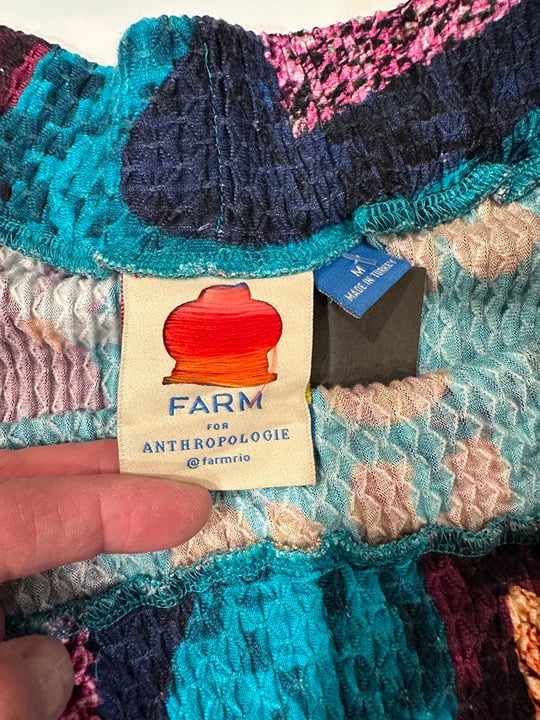 FARM
FOR
ANTHROPOLOGIE
@farmrio
M
MADE IN TURKEY